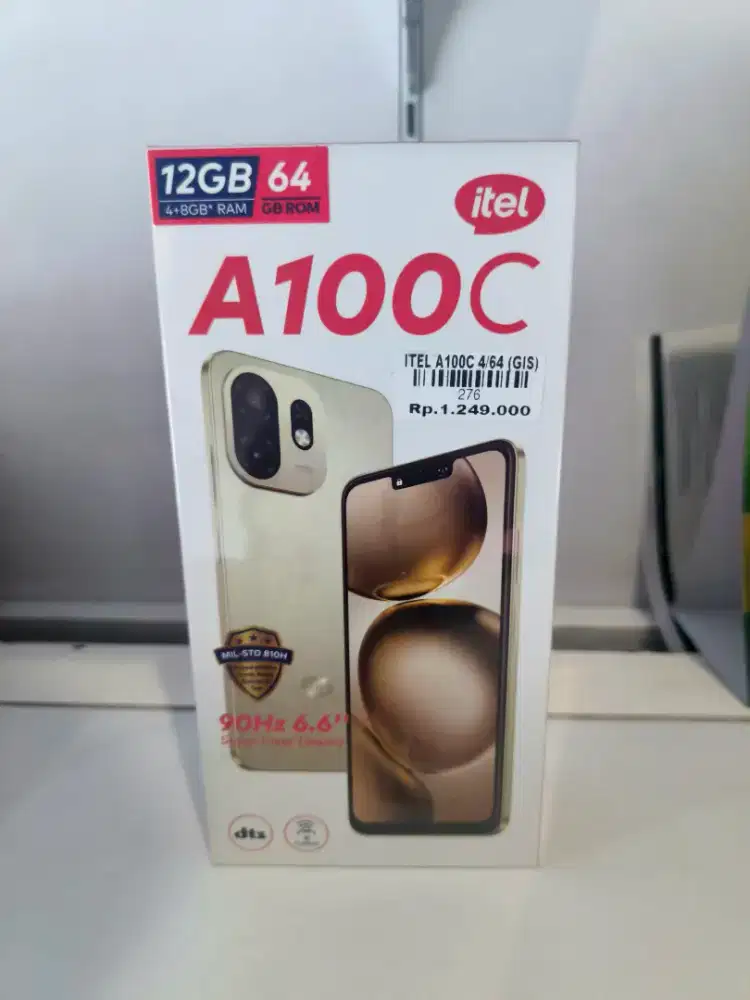 12GB 64
4+8GB* RAM GB ROM
itel
A100C
ITEL A100C 4/64 (GIS)
276
Rp.1.249.000
MIL-STD 810H
90Hz 6.6"
dts